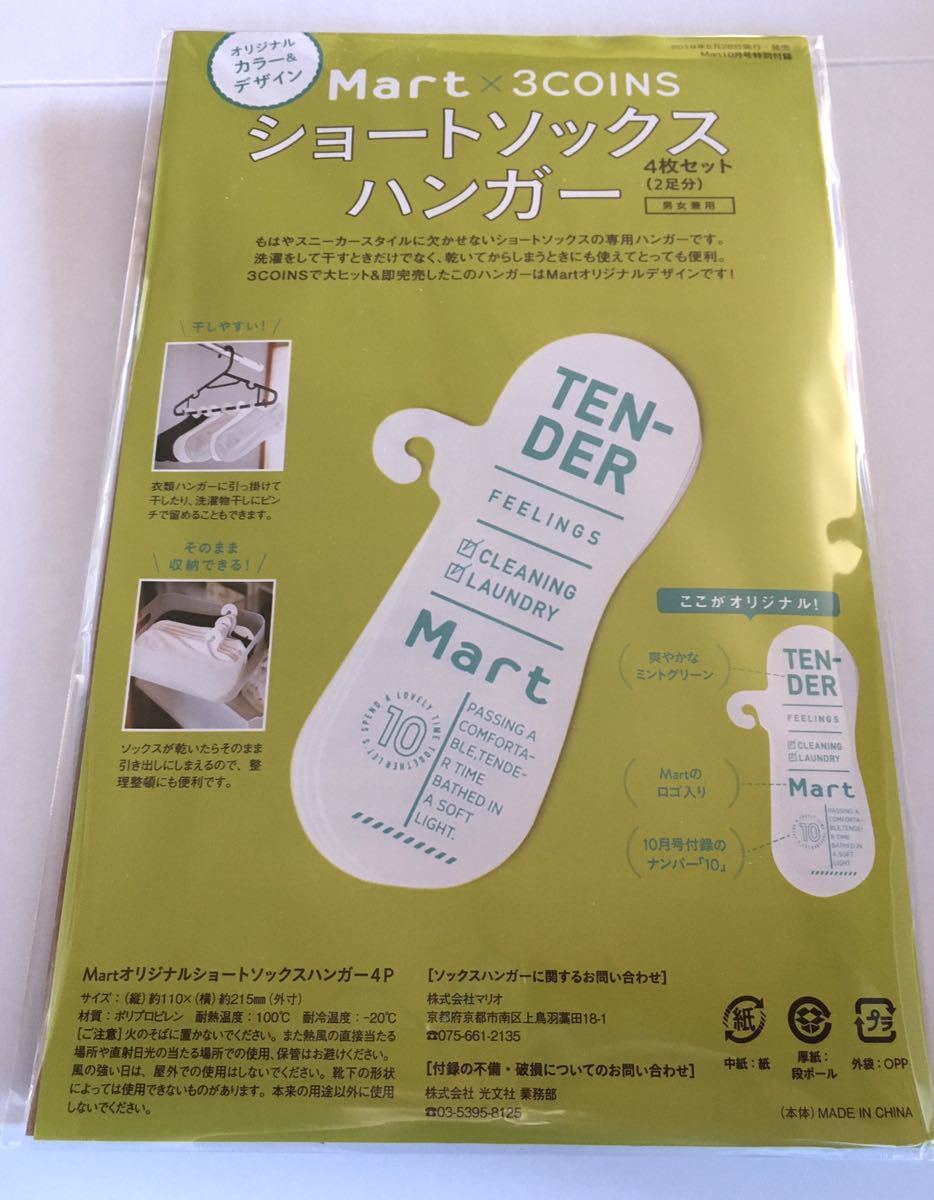 オリジナル
カラー&
デザイン
Mart10月号特別付録
Mart×3COINS
ショートソックス
ハンガー
4枚セット
(2足分)
男女兼用
もはやスニーカースタイルに欠かせないショートソックスの専用ハンガーです。
洗濯をして干すときだけでなく、乾いてからしまうときにも使えてとっても便利。
3COINSで大ヒット&即完売したこのハンガーはMartオリジナルデザインです!
干しやすい!
衣類ハンガーに引っ掛けて
干したり、洗濯物干しにピン
チで留めることもできます。
そのまま
収納できる!
ソックスが乾いたらそのまま
引き出しにしまえるので、整
理整頓にも便利です。
TEN-
DER
FEELINGS
CLEANING
LAUNDRY
Mart
LET'S SPEND A LOVELY TIME TOGETHER
10
PASSING A
COMFORTA-
BLE,TENDE-
R TIME
BATHED IN
A SOFT
LIGHT.
ここがオリジナル!
爽やかな
ミントグリーン
Martの
ロゴ入り
10月号付録の
ナンバー「10」
TEN-
DER
FEELINGS
CLEANING
LAUNDRY
Mart
10
PASSING A
COMFORTA-
BLE,TENDE-
R TIME
BATHED IN
A SOFT
LIGHT.
Martオリジナルショートソックスハンガー4P
サイズ:(縦)約110×(横)約215mm(外寸)
材質:ポリプロピレン 耐熱温度:100℃ 耐冷温度:-20℃
[ご注意]火のそばに置かないでください。また熱風の直接当たる
場所や直射日光の当たる場所での使用、保管はお避けください。
風の強い日は、屋外での使用はしないでください。靴下の形状
によっては使用できないものがあります。本来の用途以外に使用
しないでください。
[ソックスハンガーに関するお問い合わせ]
株式会社マリオ
京都府京都市南区上鳥羽藁田18-1
☎075-661-2135
[付録の不備・破損についてのお問い合わせ]
株式会社 光文社 業務部
☎03-5395-8125
紙
中紙:紙
厚紙:
段ボール
プラ
外袋:OPP
(本体)MADE IN CHINA